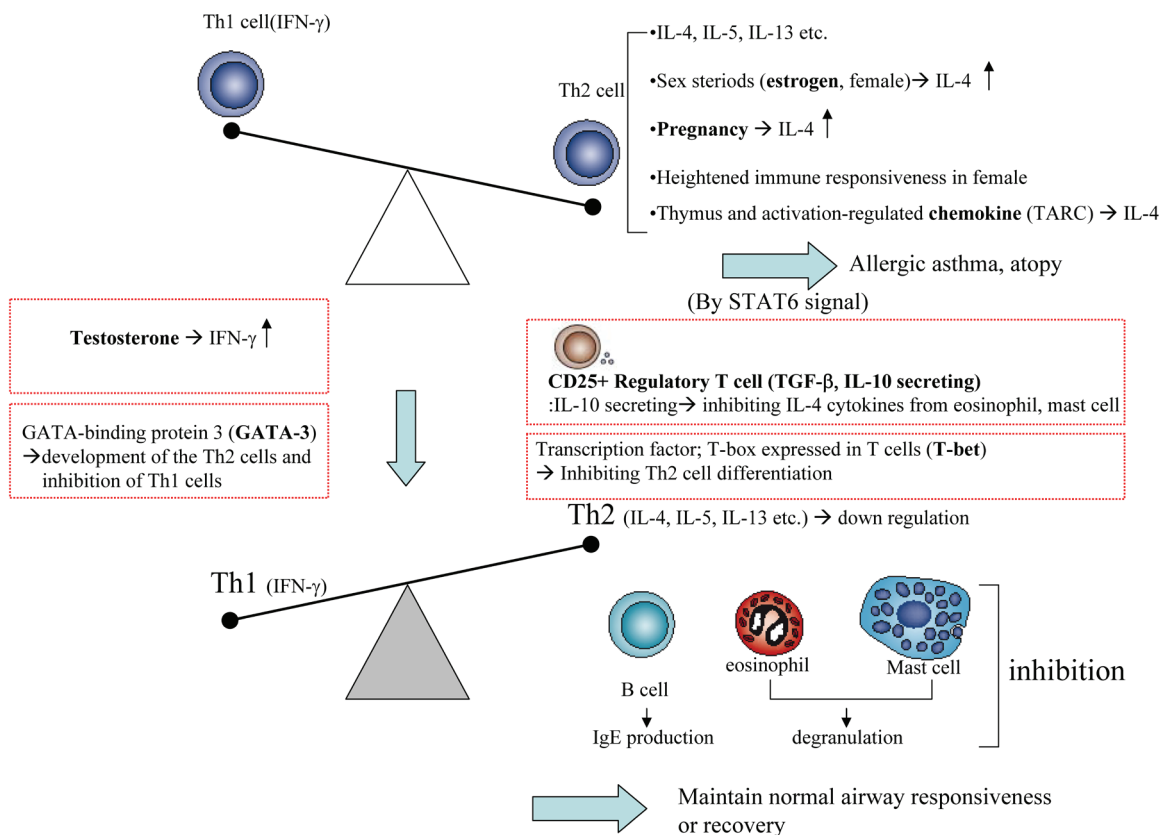 Th1 cell(IFN-γ)
Th2 cell
•IL-4, IL-5, IL-13 etc.
•Sex steriods (estrogen, female)→ IL-4 ↑
•Pregnancy → IL-4 ↑
•Heightened immune responsiveness in female
•Thymus and activation-regulated chemokine (TARC) → IL-4
Allergic asthma, atopy
(By STAT6 signal)
Testosterone → IFN-γ ↑
GATA-binding protein 3 (GATA-3)
→development of the Th2 cells and
inhibition of Th1 cells
CD25+ Regulatory T cell (TGF-β, IL-10 secreting)
:IL-10 secreting→ inhibiting IL-4 cytokines from eosinophil, mast cell
Transcription factor; T-box expressed in T cells (T-bet)
→ Inhibiting Th2 cell differentiation
Th2 (IL-4, IL-5, IL-13 etc.) → down regulation
Th1 (IFN-γ)
B cell
eosinophil
Mast cell
inhibition
IgE production
degranulation
Maintain normal airway responsiveness
or recovery